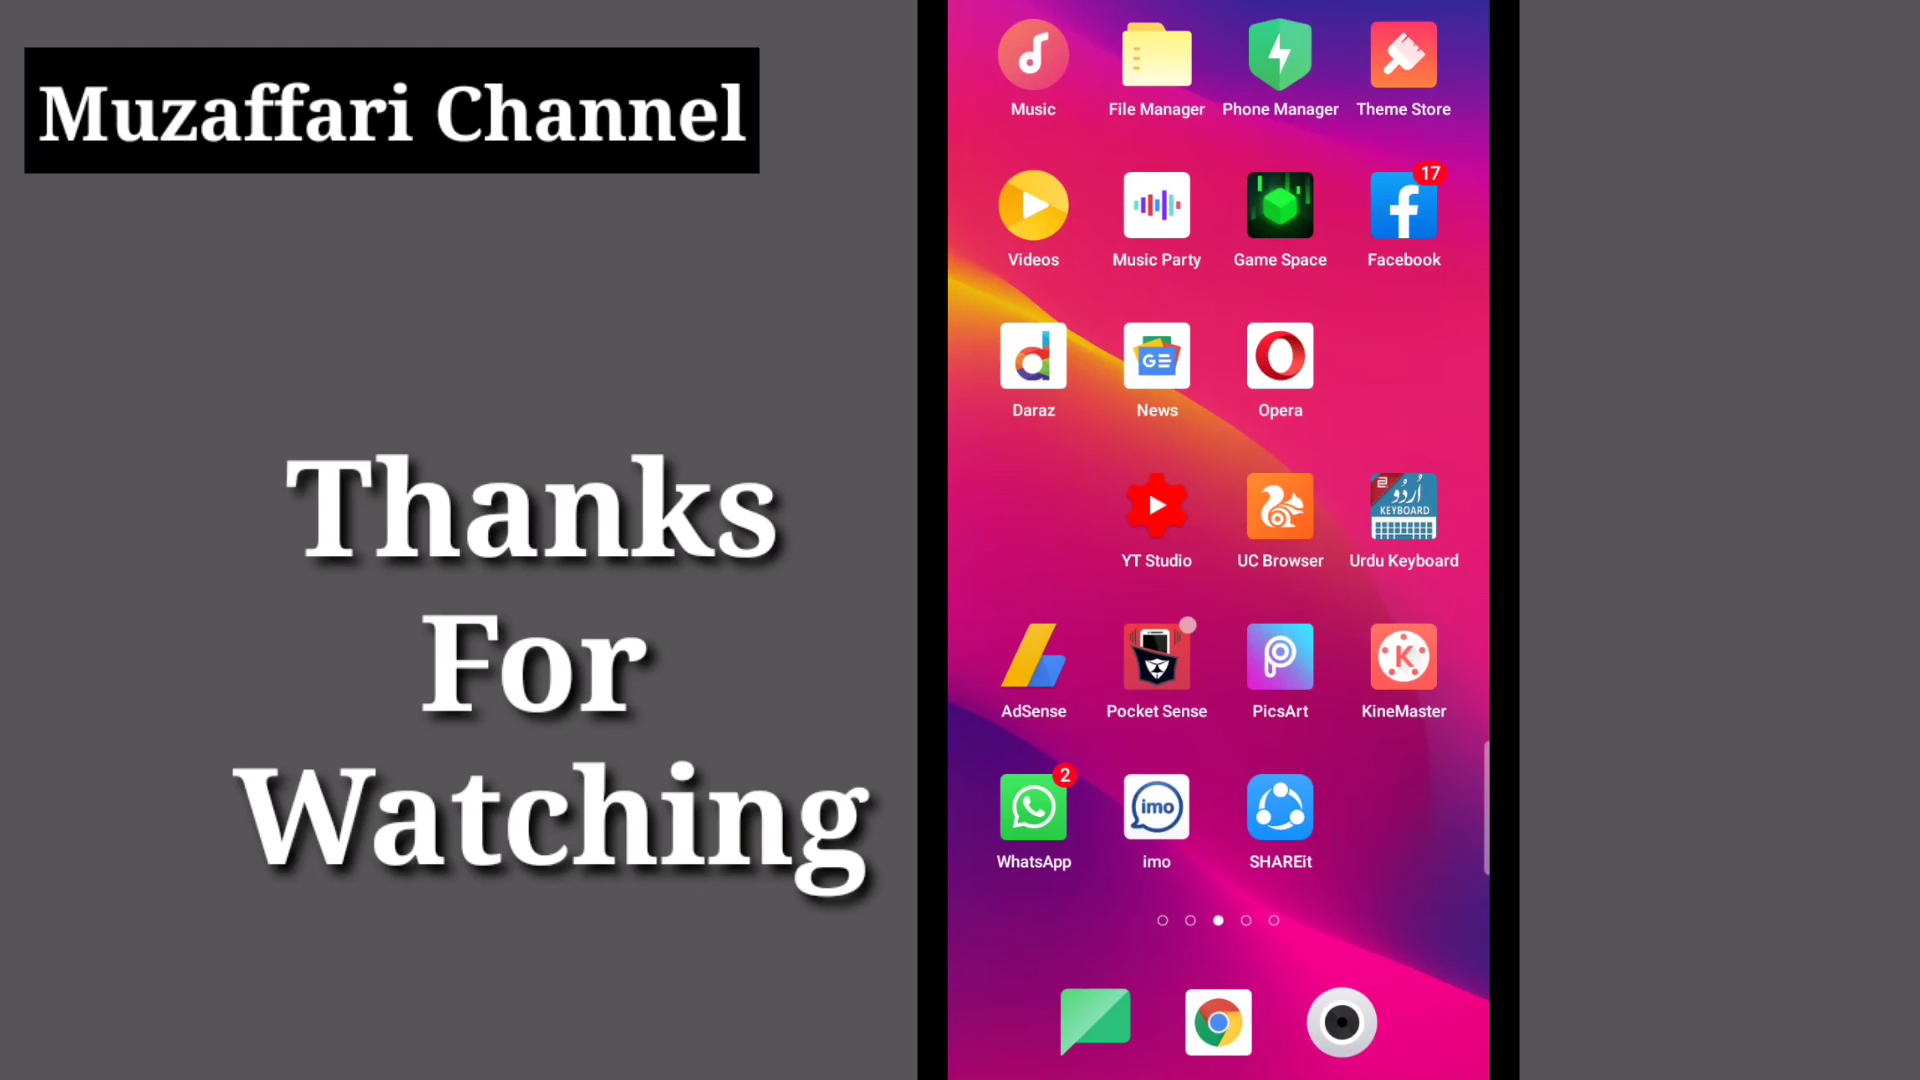 Muzaffari Channel
Thanks
For
Watching
Music File Manager Phone Manager Theme Store
17
Videos Music Party Game Space Facebook
GE
Daraz News Opera
اُردُو
KEYBOARD
YT Studio UC Browser Urdu Keyboard
K
AdSense Pocket Sense PicsArt KineMaster
2
imo
WhatsApp imo SHAREit